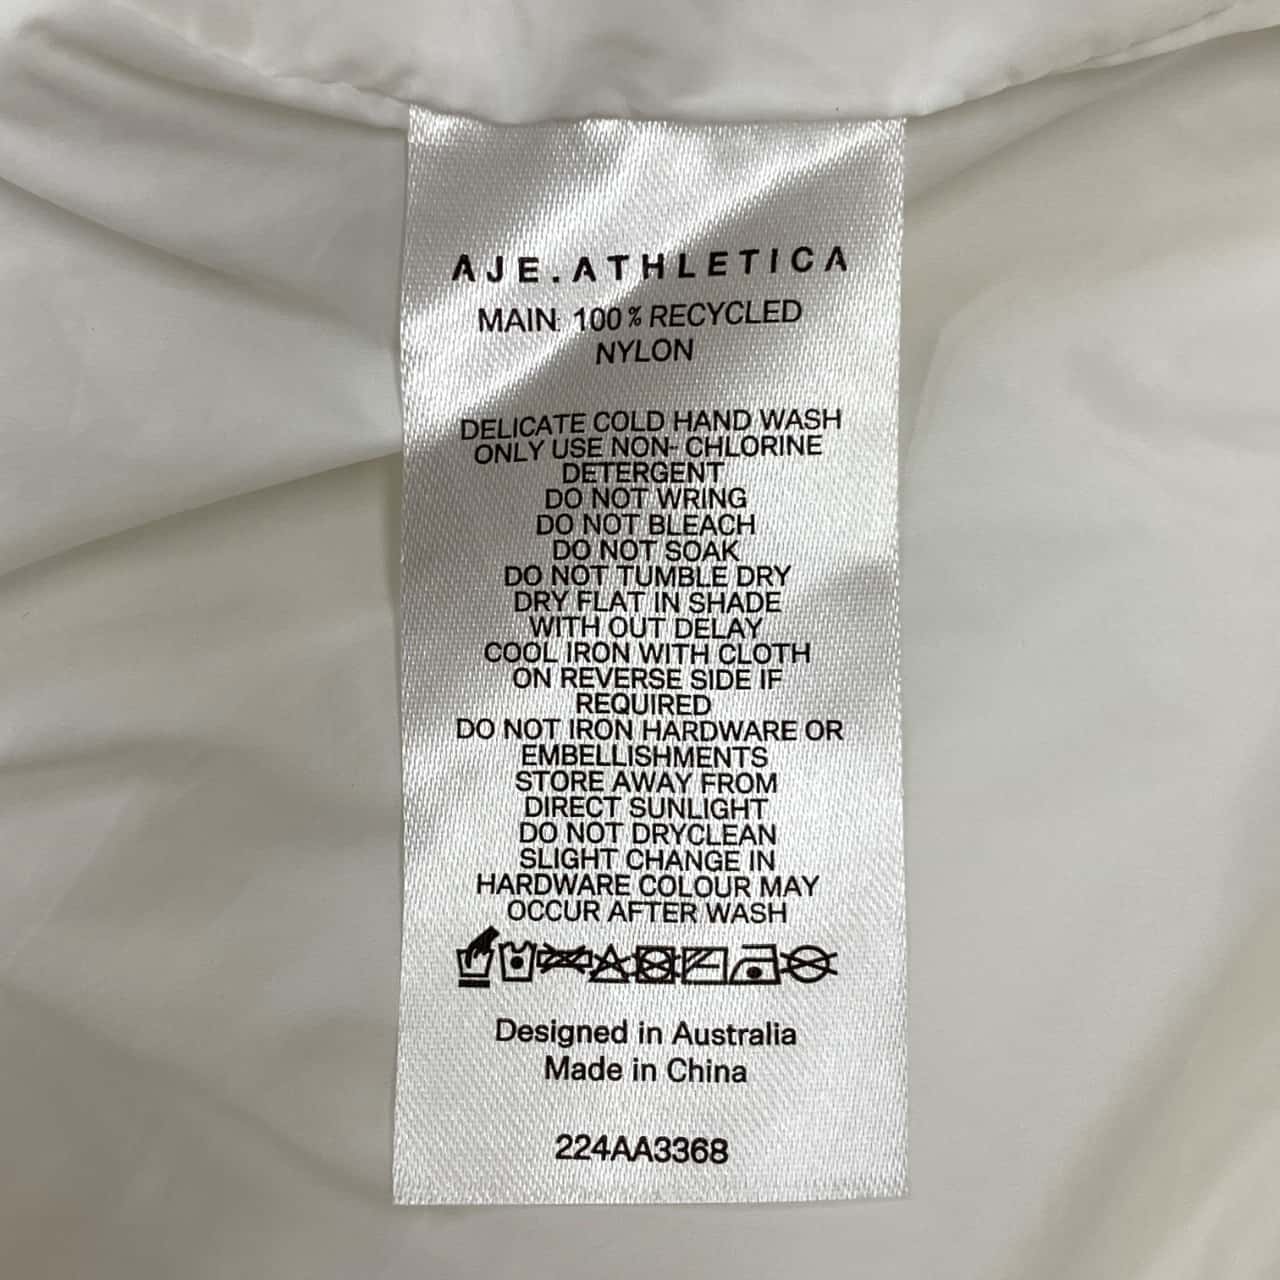 AJE.ATHLETICA
MAIN: 100% RECYCLED
NYLON
DELICATE COLD HAND WASH
ONLY USE NON- CHLORINE
DETERGENT
DO NOT WRING
DO NOT BLEACH
DO NOT SOAK
DO NOT TUMBLE DRY
DRY FLAT IN SHADE
WITH OUT DELAY
COOL IRON WITH CLOTH
ON REVERSE SIDE IF
REQUIRED
DO NOT IRON HARDWARE OR
EMBELLISHMENTS
STORE AWAY FROM
DIRECT SUNLIGHT
DO NOT DRYCLEAN
SLIGHT CHANGE IN
HARDWARE COLOUR MAY
OCCUR AFTER WASH
Designed in Australia
Made in China
224AA3368